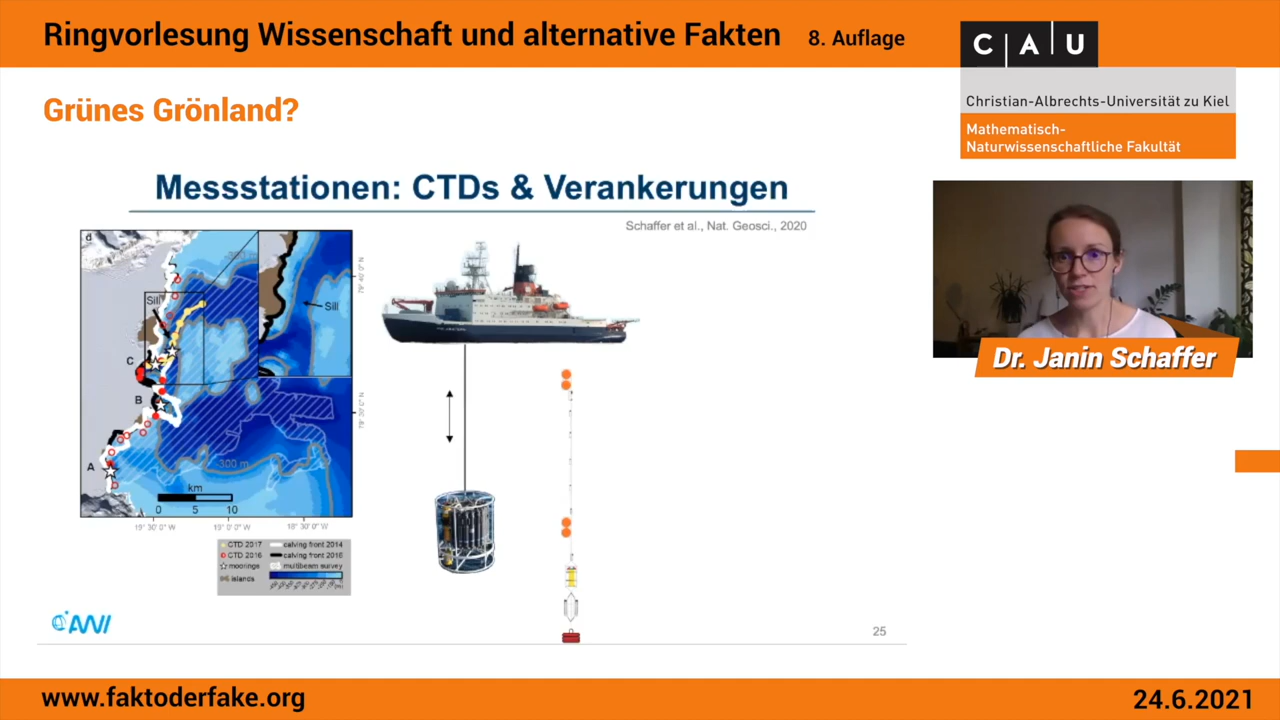 Ringvorlesung Wissenschaft und alternative Fakten 8. Auflage
CAU
Christian-Albrechts-Universität zu Kiel
Mathematisch-
Naturwissenschaftliche Fakultät
Grünes Grönland?
Messstationen: CTDs & Verankerungen
Schaffer et al., Nat. Geosci., 2020
d
-300 m
Sill
Sill
C
B
A
-300 m
km
0 5 10
19° 30' 0" W 19° 0' 0" W 18° 30' 0" W
CTD 2017 calving front 2014
CTD 2016 calving front 2016
moorings multibeam survey
islands
Dr. Janin Schaffer
AWI
25
www.faktoderfake.org
24.6.2021